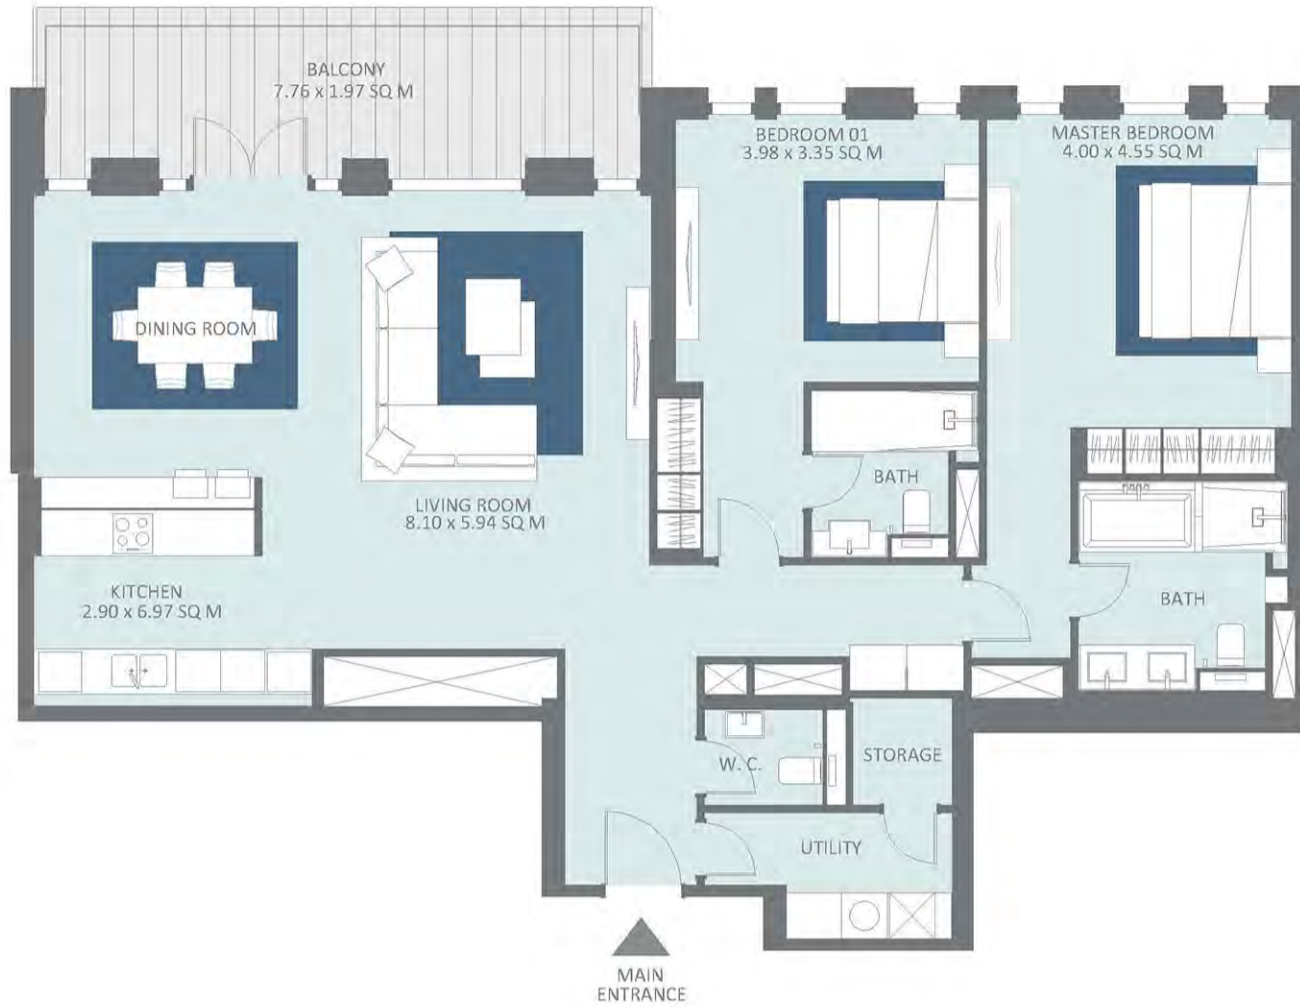 BALCONY
7.76 x 1.97 SQ M
BEDROOM 01
3.98 x 3.35 SQ M
MASTER BEDROOM
4.00 x 4.55 SQ M
DINING ROOM
LIVING ROOM
8.10 x 5.94 SQ M
BATH
KITCHEN
2.90 x 6.97 SQ M
BATH
W. C.
STORAGE
UTILITY
MAIN
ENTRANCE